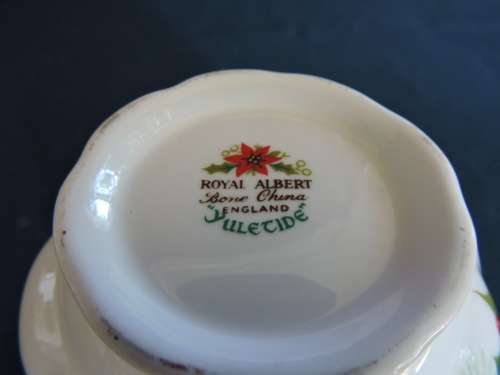 ROYAL ALBERT
Bone China
ENGLAND
"YULETIDE"